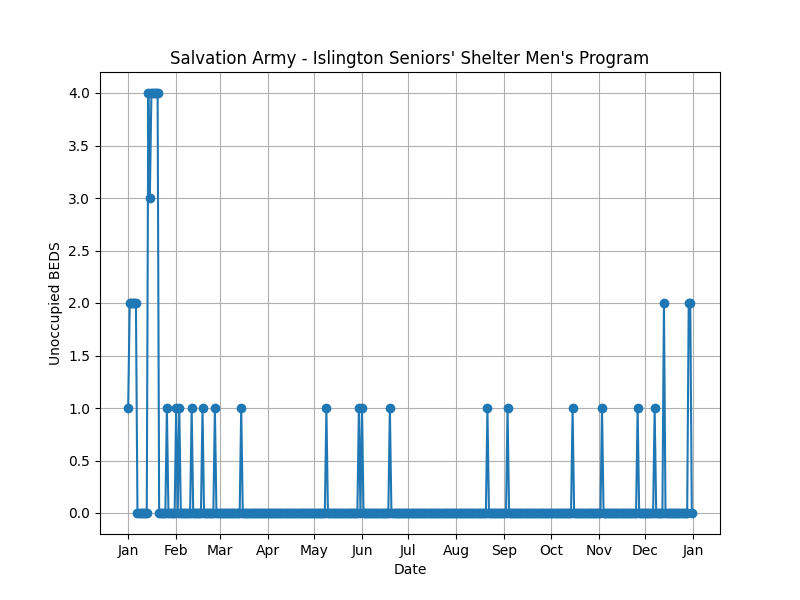 Salvation Army - Islington Seniors' Shelter Men's Program
4.0
3.5
3.0
2.5
2.0
1.5
1.0
0.5
0.0
Unoccupied BEDS
Jan Feb Mar Apr May Jun Jul Aug Sep Oct Nov Dec Jan
Date